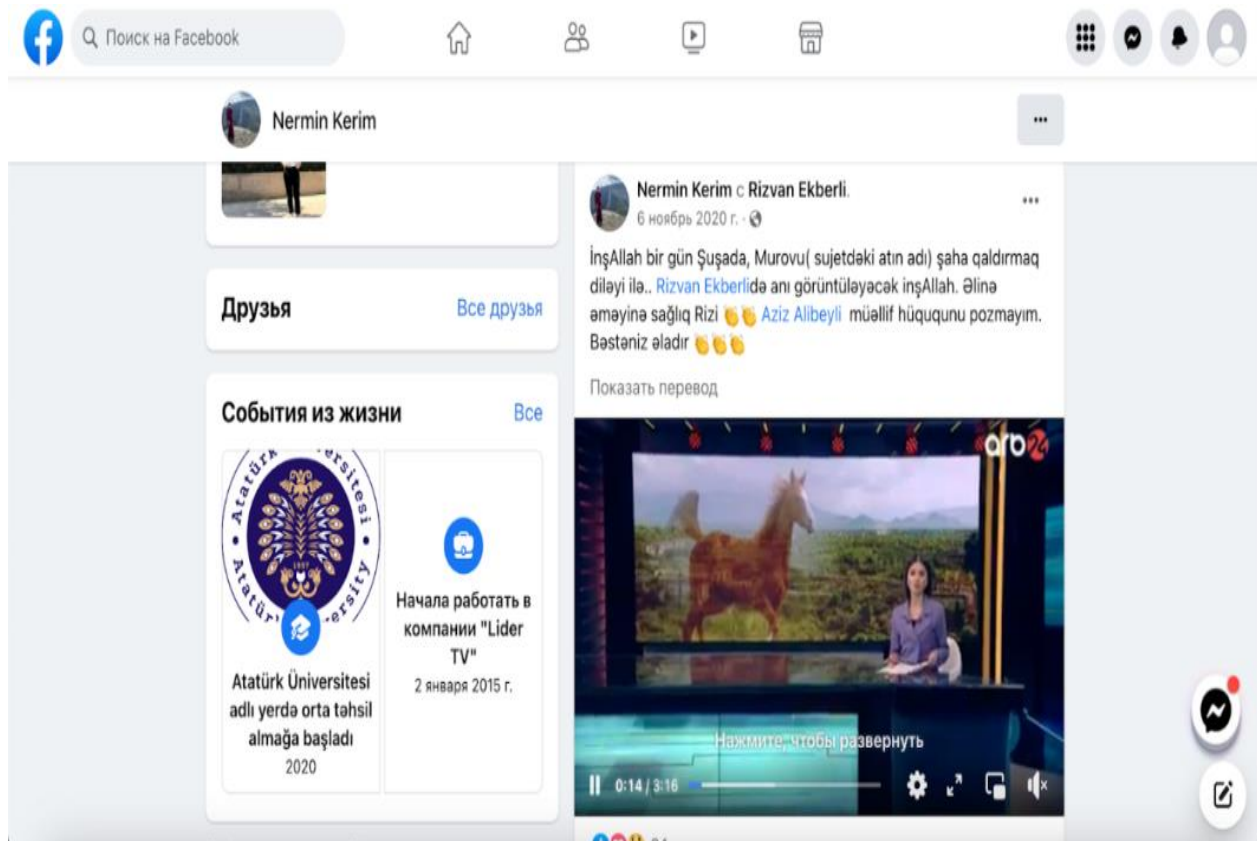 Поиск на Facebook
Nermin Kerim
Друзья
Все друзья
События из жизни
Все
Atatürk Üniversitesi
Atatürk University
1957
Atatürk Üniversitesi
adlı yerdə orta təhsil
almağa başladı
2020
Начала работать в
компании "Lider
TV"
2 января 2015 г.
Nermin Kerim с Rizvan Ekberli.
6 ноябрь 2020 г. ·
İnşAllah bir gün Şuşada, Murovu( sujetdəki atın adı) şaha qaldırmaq
diləyi ilə.. Rizvan Ekberlidə anı görüntüləyəcək inşAllah. Əlinə
əməyinə sağlıq Rizi 👏👏 Aziz Alibeyli müəllif hüququnu pozmayım.
Bəstəniz əladır 👏👏👏
Показать перевод
arb 24
Нажмите, чтобы развернуть
0:14 / 3:16